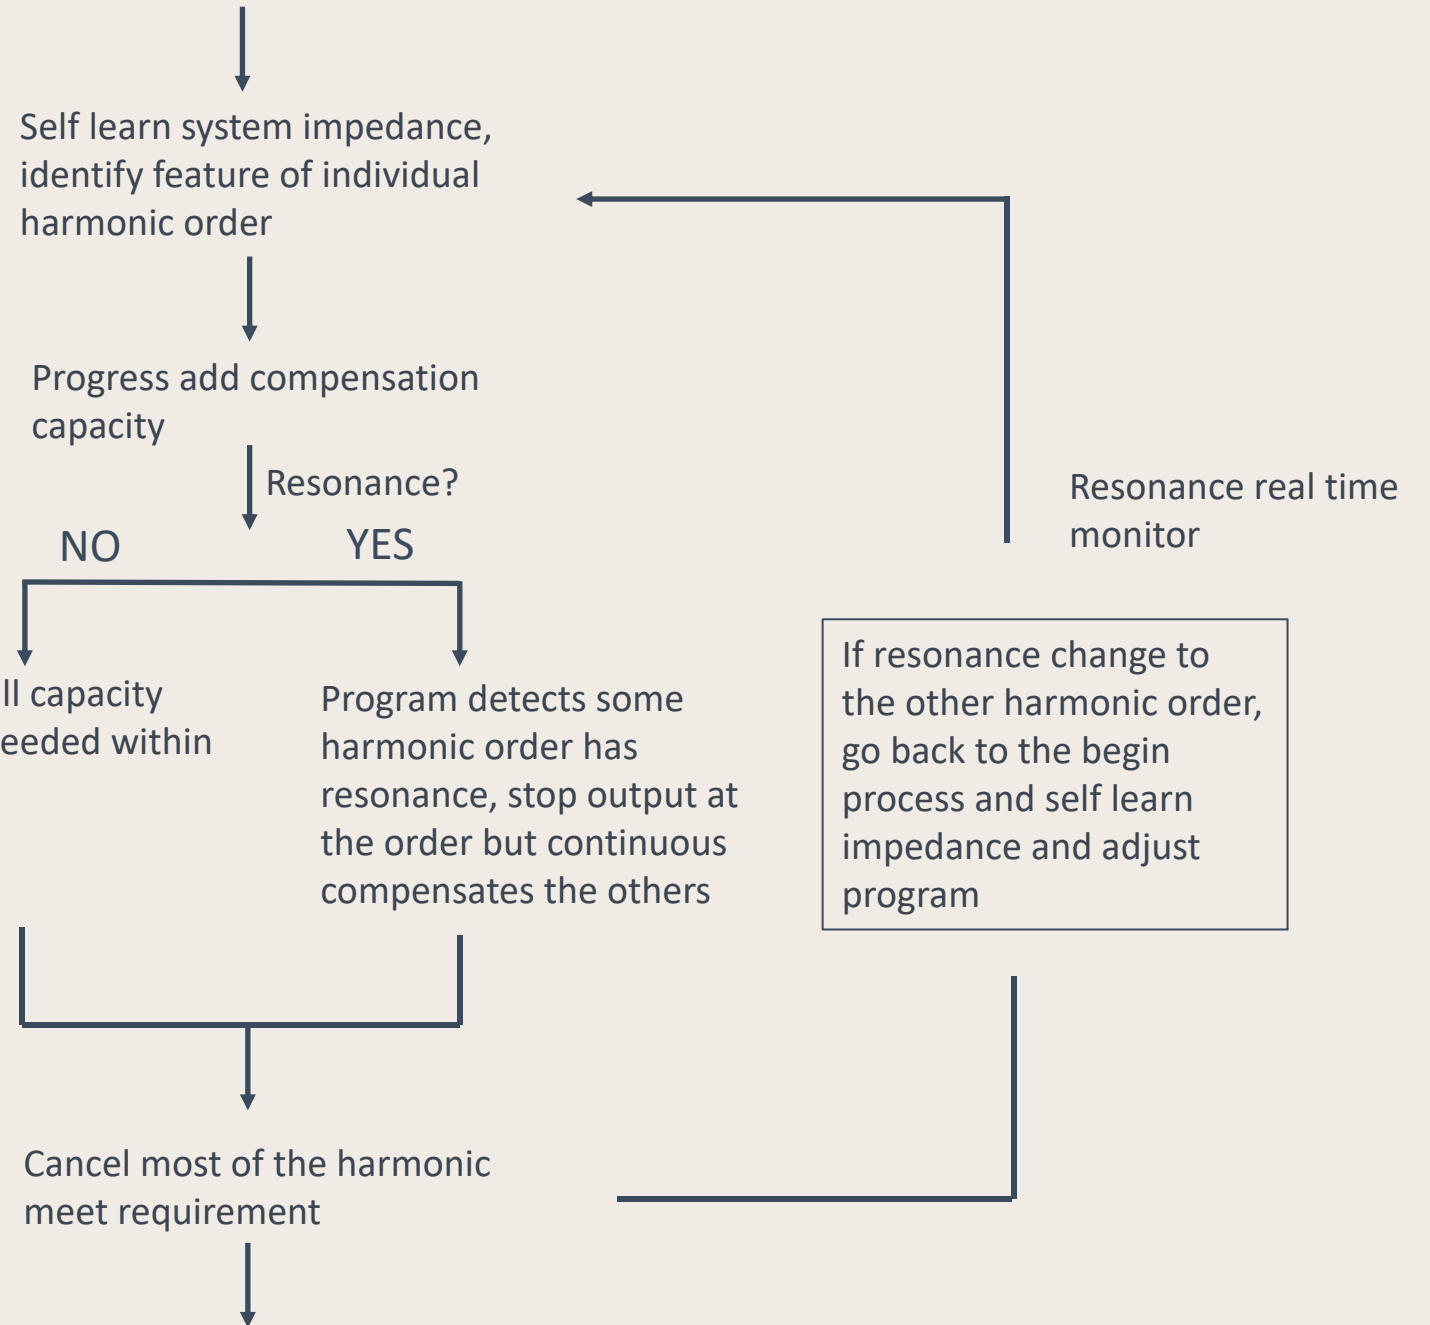 Self learn system impedance,
identify feature of individual
harmonic order
Progress add compensation
capacity
Resonance?
NO
YES
ll capacity
eeded within
Program detects some
harmonic order has
resonance, stop output at
the order but continuous
compensates the others
Cancel most of the harmonic
meet requirement
Resonance real time
monitor
If resonance change to
the other harmonic order,
go back to the begin
process and self learn
impedance and adjust
program